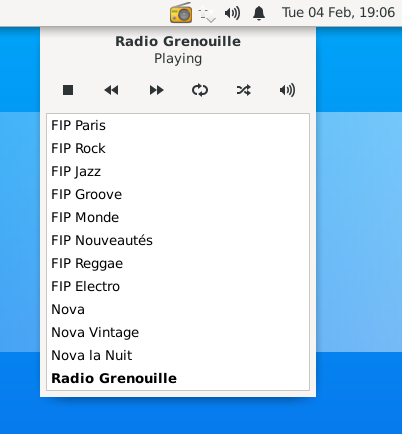 Tue 04 Feb, 19:06
Radio Grenouille
Playing
FIP Paris
FIP Rock
FIP Jazz
FIP Groove
FIP Monde
FIP Nouveautés
FIP Reggae
FIP Electro
Nova
Nova Vintage
Nova la Nuit
Radio Grenouille